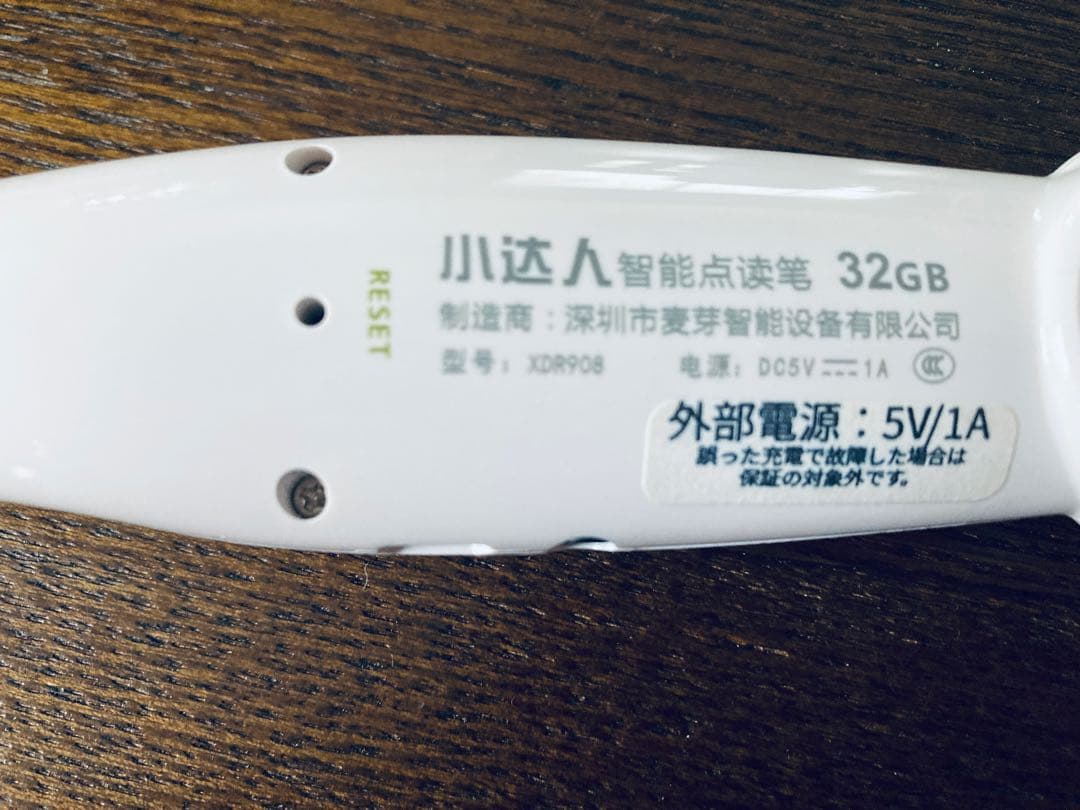 RESET
小达人智能点读笔 32GB
制造商：深圳市麦芽智能设备有限公司
型号：XDR908 电源：DC5V⎓1A CCC
外部電源：5V/1A
誤った充電で故障した場合は
保証の対象外です。